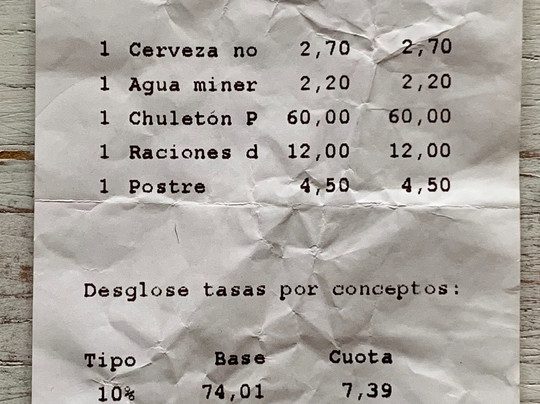 1 Cerveza no 2,70 2,70
1 Agua miner 2,20 2,20
1 Chuletón P 60,00 60,00
1 Raciones d 12,00 12,00
1 Postre 4,50 4,50
Desglose tasas por conceptos:
Tipo Base Cuota
10% 74,01 7,39